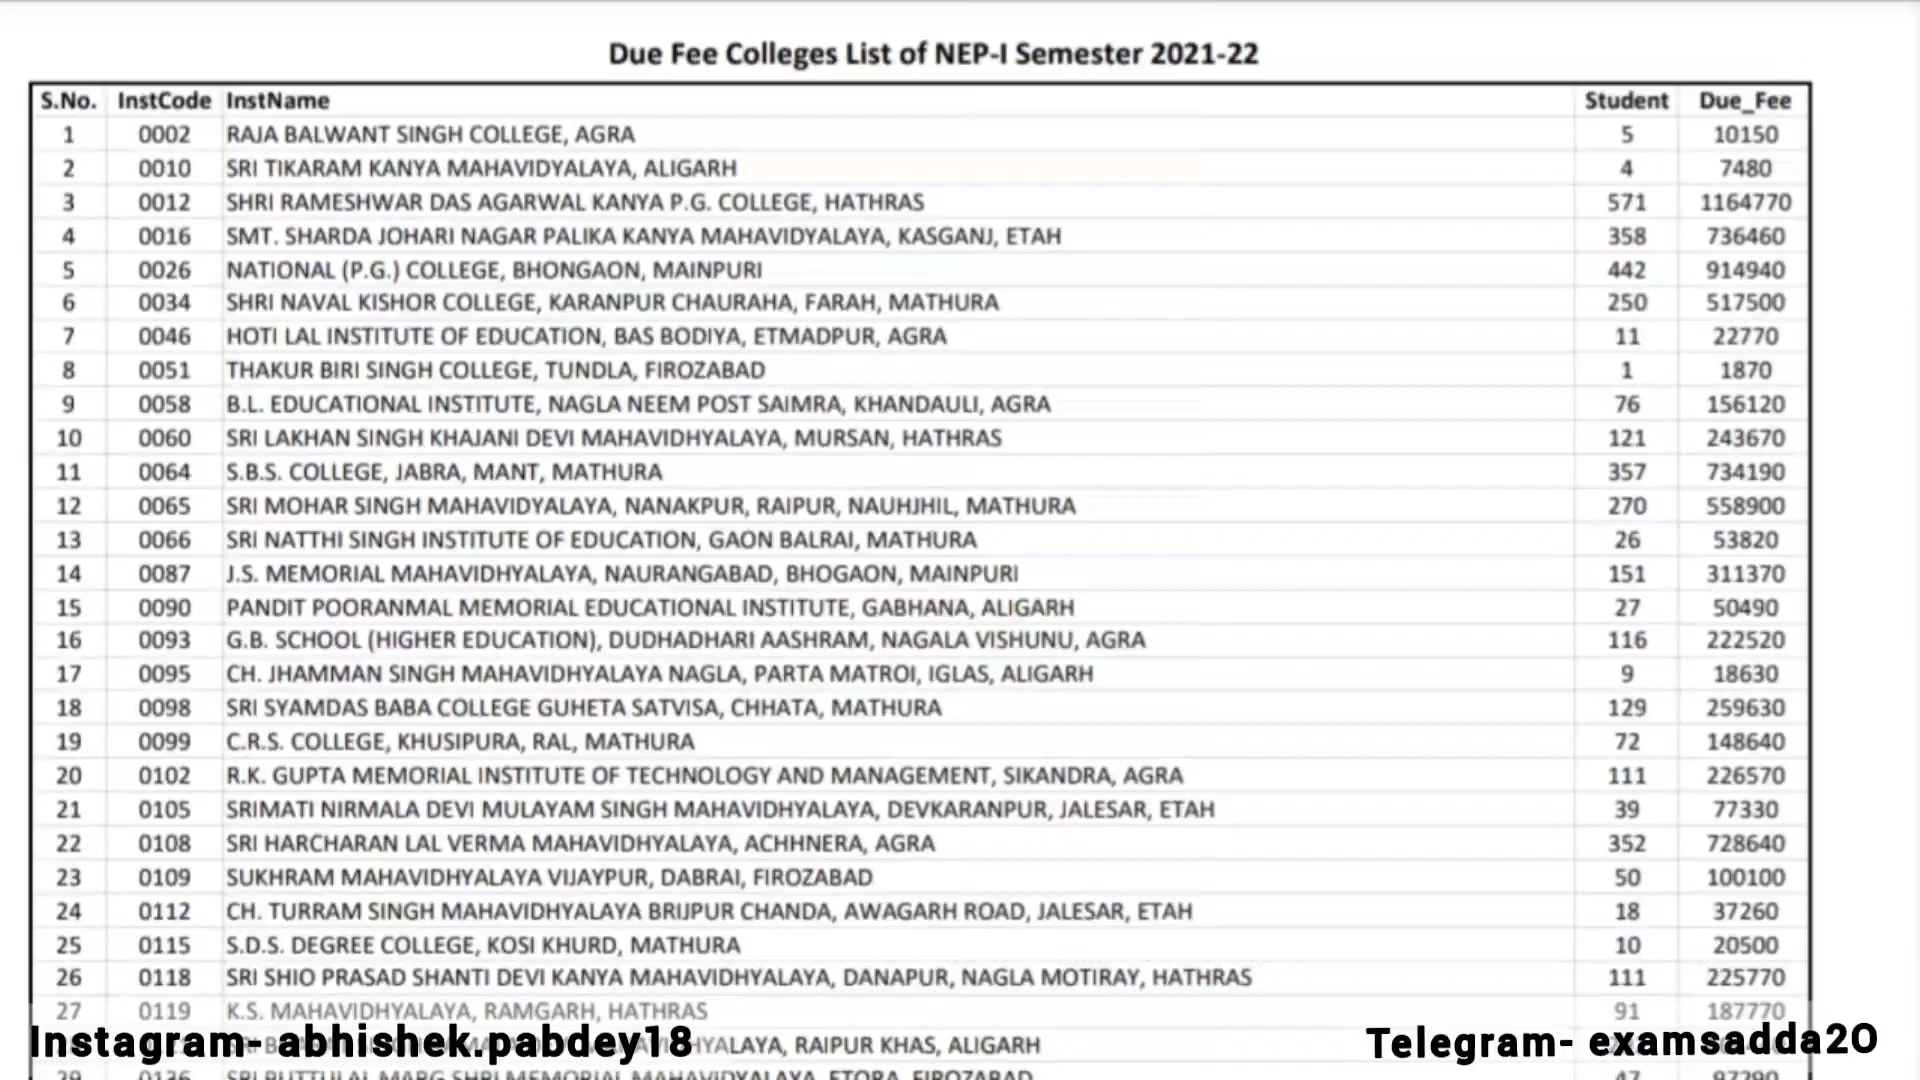 Due Fee Colleges List of NEP-I Semester 2021-22
S.No. InstCode InstName Student Due_Fee
1 0002 RAJA BALWANT SINGH COLLEGE, AGRA 5 10150
2 0010 SRI TIKARAM KANYA MAHAVIDYALAYA, ALIGARH 4 7480
3 0012 SHRI RAMESHWAR DAS AGARWAL KANYA P.G. COLLEGE, HATHRAS 571 1164770
4 0016 SMT. SHARDA JOHARI NAGAR PALIKA KANYA MAHAVIDYALAYA, KASGANJ, ETAH 358 736460
5 0026 NATIONAL (P.G.) COLLEGE, BHONGAON, MAINPURI 442 914940
6 0034 SHRI NAVAL KISHOR COLLEGE, KARANPUR CHAURAHA, FARAH, MATHURA 250 517500
7 0046 HOTI LAL INSTITUTE OF EDUCATION, BAS BODIYA, ETMADPUR, AGRA 11 22770
8 0051 THAKUR BIRI SINGH COLLEGE, TUNDLA, FIROZABAD 1 1870
9 0058 B.L. EDUCATIONAL INSTITUTE, NAGLA NEEM POST SAIMRA, KHANDAULI, AGRA 76 156120
10 0060 SRI LAKHAN SINGH KHAJANI DEVI MAHAVIDHYALAYA, MURSAN, HATHRAS 121 243670
11 0064 S.B.S. COLLEGE, JABRA, MANT, MATHURA 357 734190
12 0065 SRI MOHAR SINGH MAHAVIDYALAYA, NANAKPUR, RAIPUR, NAUHJHIL, MATHURA 270 558900
13 0066 SRI NATTHI SINGH INSTITUTE OF EDUCATION, GAON BALRAI, MATHURA 26 53820
14 0087 J.S. MEMORIAL MAHAVIDHYALAYA, NAURANGABAD, BHOGAON, MAINPURI 151 311370
15 0090 PANDIT POORANMAL MEMORIAL EDUCATIONAL INSTITUTE, GABHANA, ALIGARH 27 50490
16 0093 G.B. SCHOOL (HIGHER EDUCATION), DUDHADHARI AASHRAM, NAGALA VISHUNU, AGRA 116 222520
17 0095 CH. JHAMMAN SINGH MAHAVIDHYALAYA NAGLA, PARTA MATROI, IGLAS, ALIGARH 9 18630
18 0098 SRI SYAMDAS BABA COLLEGE GUHETA SATVISA, CHHATA, MATHURA 129 259630
19 0099 C.R.S. COLLEGE, KHUSIPURA, RAL, MATHURA 72 148640
20 0102 R.K. GUPTA MEMORIAL INSTITUTE OF TECHNOLOGY AND MANAGEMENT, SIKANDRA, AGRA 111 226570
21 0105 SRIMATI NIRMALA DEVI MULAYAM SINGH MAHAVIDHYALAYA, DEVKARANPUR, JALESAR, ETAH 39 77330
22 0108 SRI HARCHARAN LAL VERMA MAHAVIDHYALAYA, ACHHNERA, AGRA 352 728640
23 0109 SUKHRAM MAHAVIDHYALAYA VIJAYPUR, DABRAI, FIROZABAD 50 100100
24 0112 CH. TURRAM SINGH MAHAVIDHYALAYA BRIJPUR CHANDA, AWAGARH ROAD, JALESAR, ETAH 18 37260
25 0115 S.D.S. DEGREE COLLEGE, KOSI KHURD, MATHURA 10 20500
26 0118 SRI SHIO PRASAD SHANTI DEVI KANYA MAHAVIDHYALAYA, DANAPUR, NAGLA MOTIRAY, HATHRAS 111 225770
27 0119 K.S. MAHAVIDHYALAYA, RAMGARH, HATHRAS 91 187770
RAIPUR KHAS, ALIGARH
Instagram- abhishek.pabdey18 Telegram- examsadda20